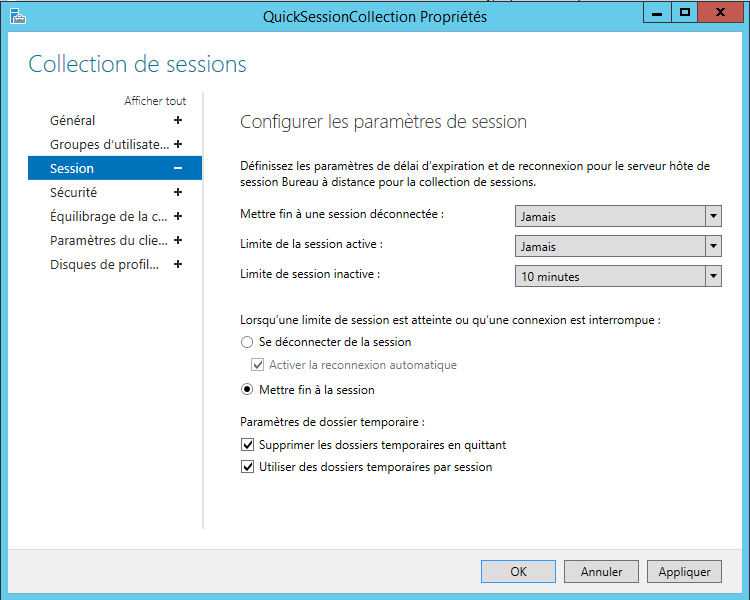 QuickSessionCollection Propriétés
Collection de sessions
Afficher tout
Général
Groupes d'utilisate...
Session
Sécurité
Équilibrage de la c...
Paramètres du clie...
Disques de profil...
Configurer les paramètres de session
Définissez les paramètres de délai d'expiration et de reconnexion pour le serveur hôte de
session Bureau à distance pour la collection de sessions.
Mettre fin à une session déconnectée : Jamais
Limite de la session active : Jamais
Limite de session inactive : 10 minutes
Lorsqu'une limite de session est atteinte ou qu'une connexion est interrompue :
Se déconnecter de la session
Activer la reconnexion automatique
Mettre fin à la session
Paramètres de dossier temporaire :
Supprimer les dossiers temporaires en quittant
Utiliser des dossiers temporaires par session
OK Annuler Appliquer